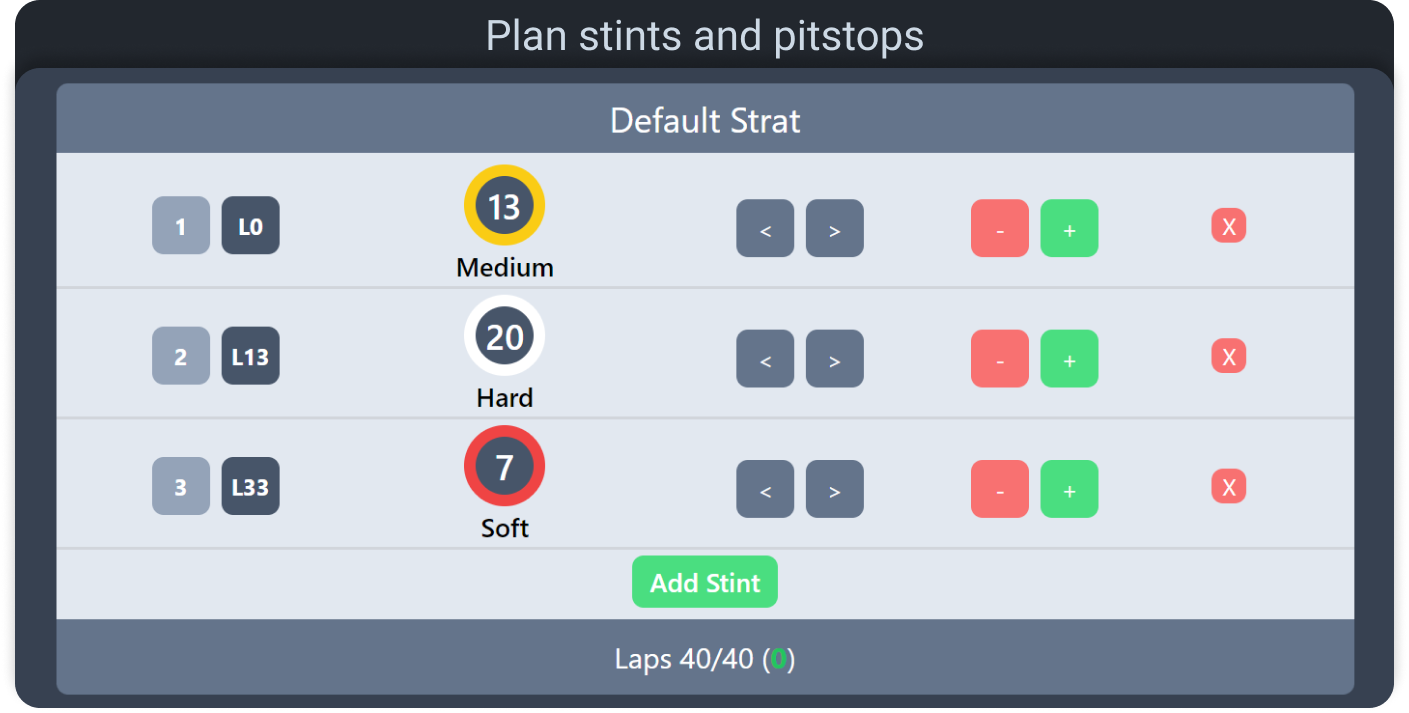 Plan stints and pitstops
Default Strat
1 L0 13 < > - + X
Medium
2 L13 20 < > - + X
Hard
3 L33 7 < > - + X
Soft
Add Stint
Laps 40/40 (0)